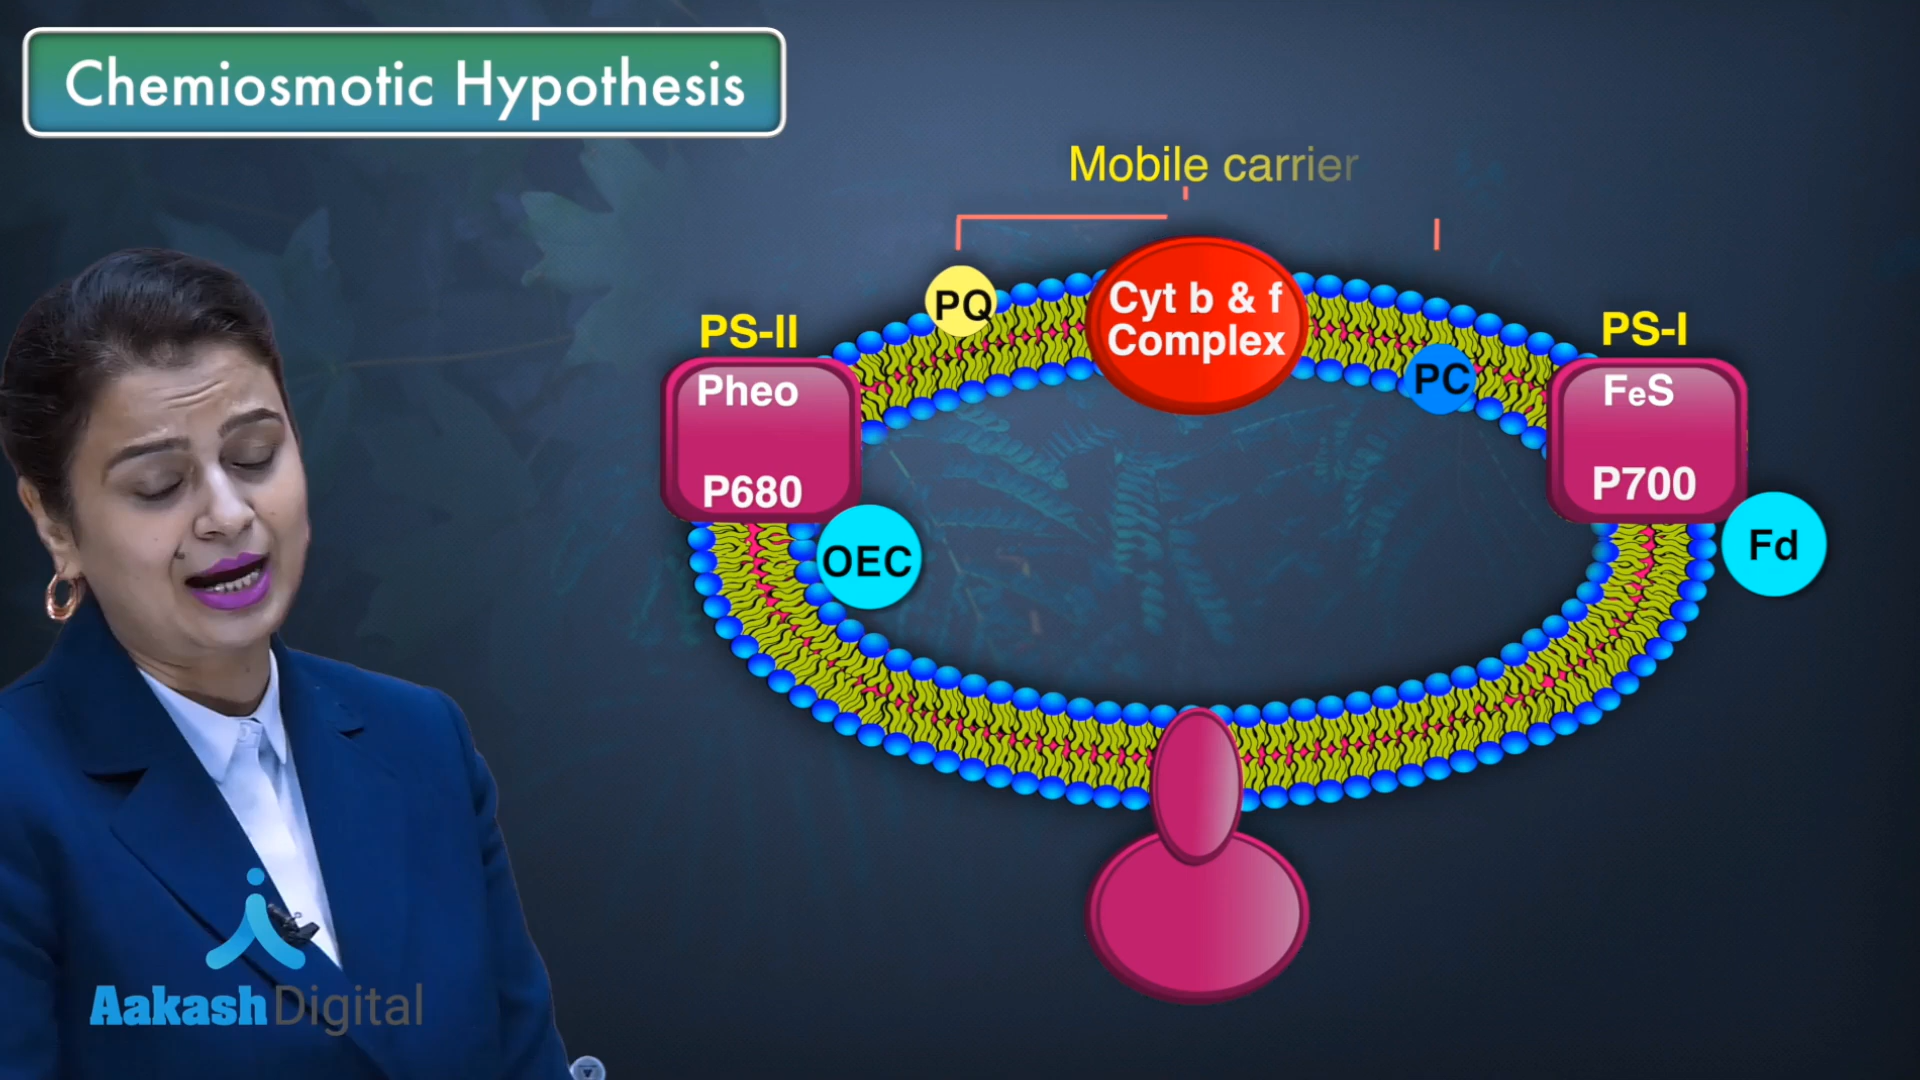 Chemiosmotic Hypothesis
Mobile carrier
PQ
Cyt b & f
Complex
PS-II
PS-I
Pheo
P680
PC
FeS
P700
OEC
Fd
Aakash Digital